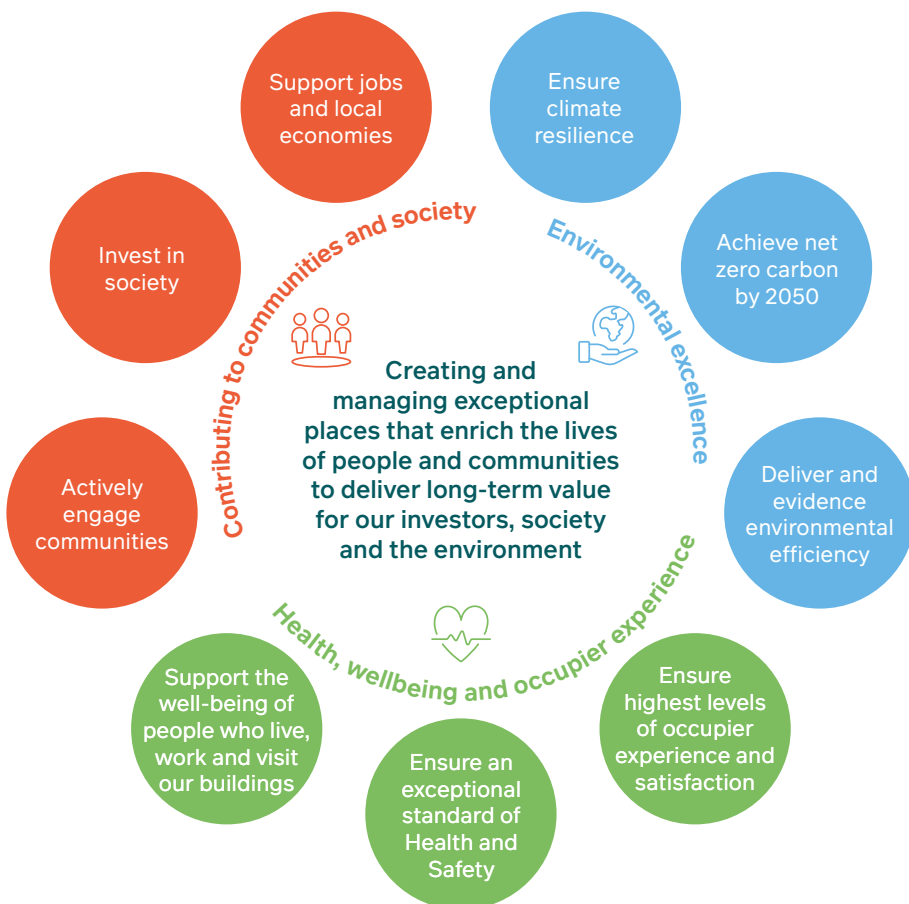 Support jobs
and local
economies
Ensure
climate
resilience
Invest in
society
Achieve net
zero carbon
by 2050
Contributing to communities and society
Environmental excellence
Creating and
managing exceptional
places that enrich the lives
of people and communities
to deliver long-term value
for our investors, society
and the environment
Actively
engage
communities
Deliver and
evidence
environmental
efficiency
Health, wellbeing and occupier experience
Support the
well-being of
people who live,
work and visit
our buildings
Ensure an
exceptional
standard of
Health and
Safety
Ensure
highest levels
of occupier
experience and
satisfaction